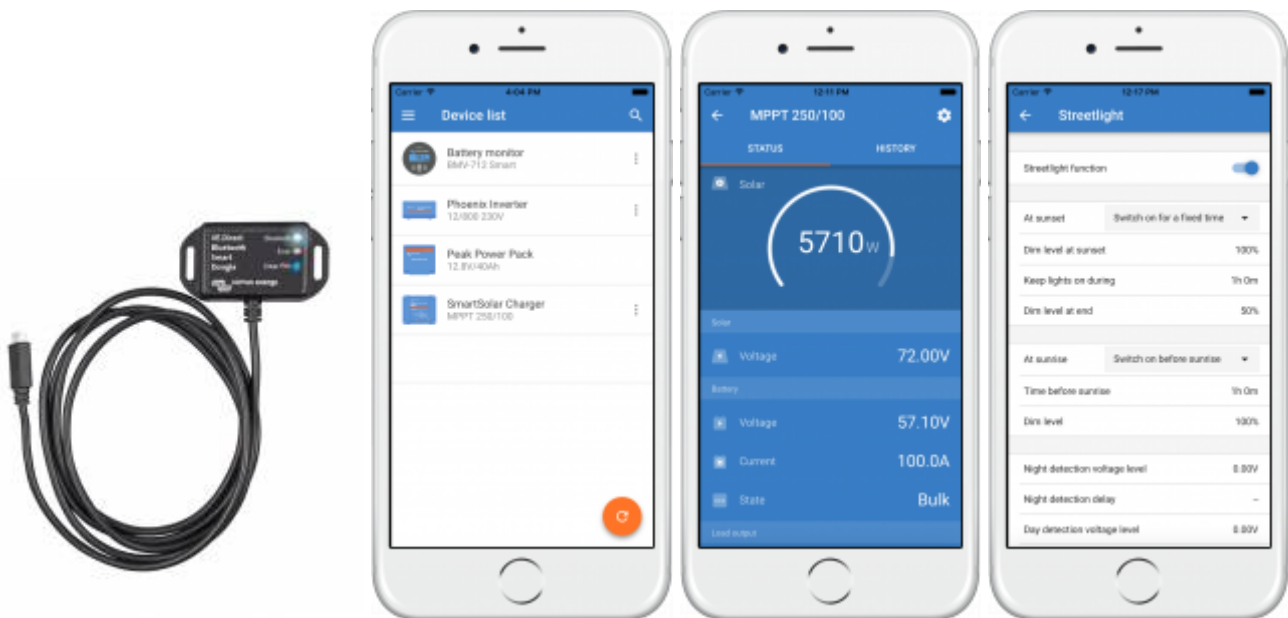 VE.Direct
Bluetooth
Smart
Dongle
victron energy
Carrier 4:04 PM
Device list
Battery monitor
BMV-712 Smart
Phoenix Inverter
12/800 230V
Peak Power Pack
12.8V/40Ah
SmartSolar Charger
MPPT 250/100
Carrier 12:11 PM
MPPT 250/100
STATUS HISTORY
Solar
5710W
Solar
Voltage 72.00V
Battery
Voltage 57.10V
Current 100.0A
State Bulk
Load output
Carrier 12:17 PM
Streetlight
Streetlight function
At sunset Switch on for a fixed time
Dim level at sunset 100%
Keep lights on during 1h 0m
Dim level at end 50%
At sunrise Switch on before sunrise
Time before sunrise 1h 0m
Dim level 100%
Night detection voltage level 0.00V
Night detection delay –
Day detection voltage level 0.00V